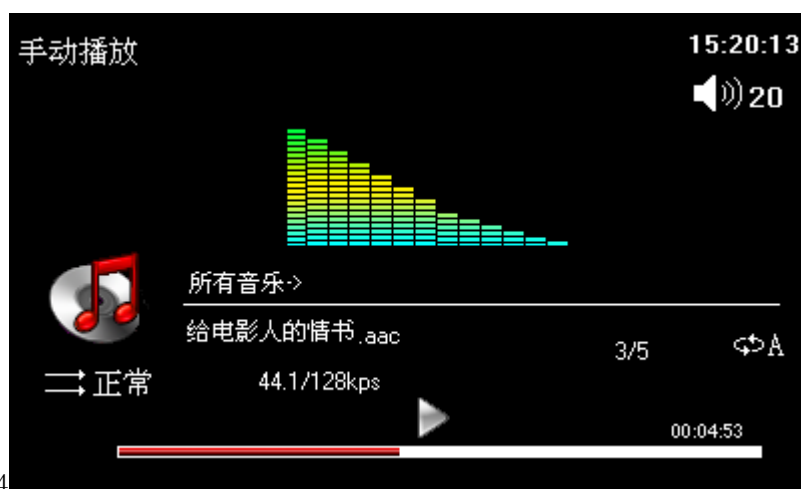 手动播放
15:20:13
20
所有音乐->
给电影人的情书.aac
3/5
A
正常
44.1/128kps
00:04:53
4